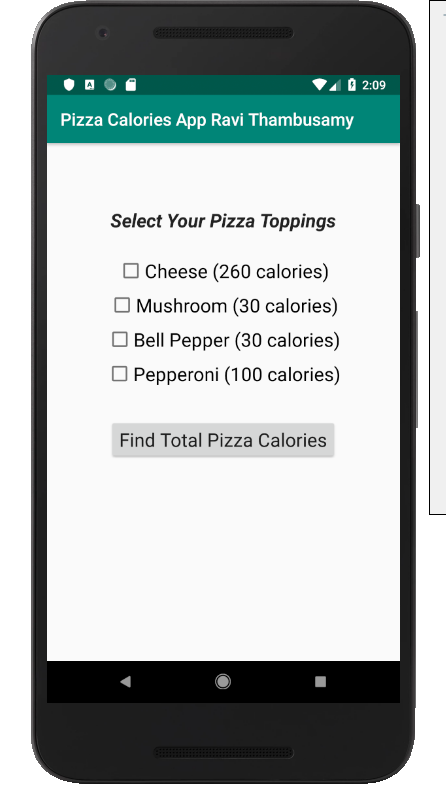 2:09
Pizza Calories App Ravi Thambusamy
Select Your Pizza Toppings
Cheese (260 calories)
Mushroom (30 calories)
Bell Pepper (30 calories)
Pepperoni (100 calories)
Find Total Pizza Calories